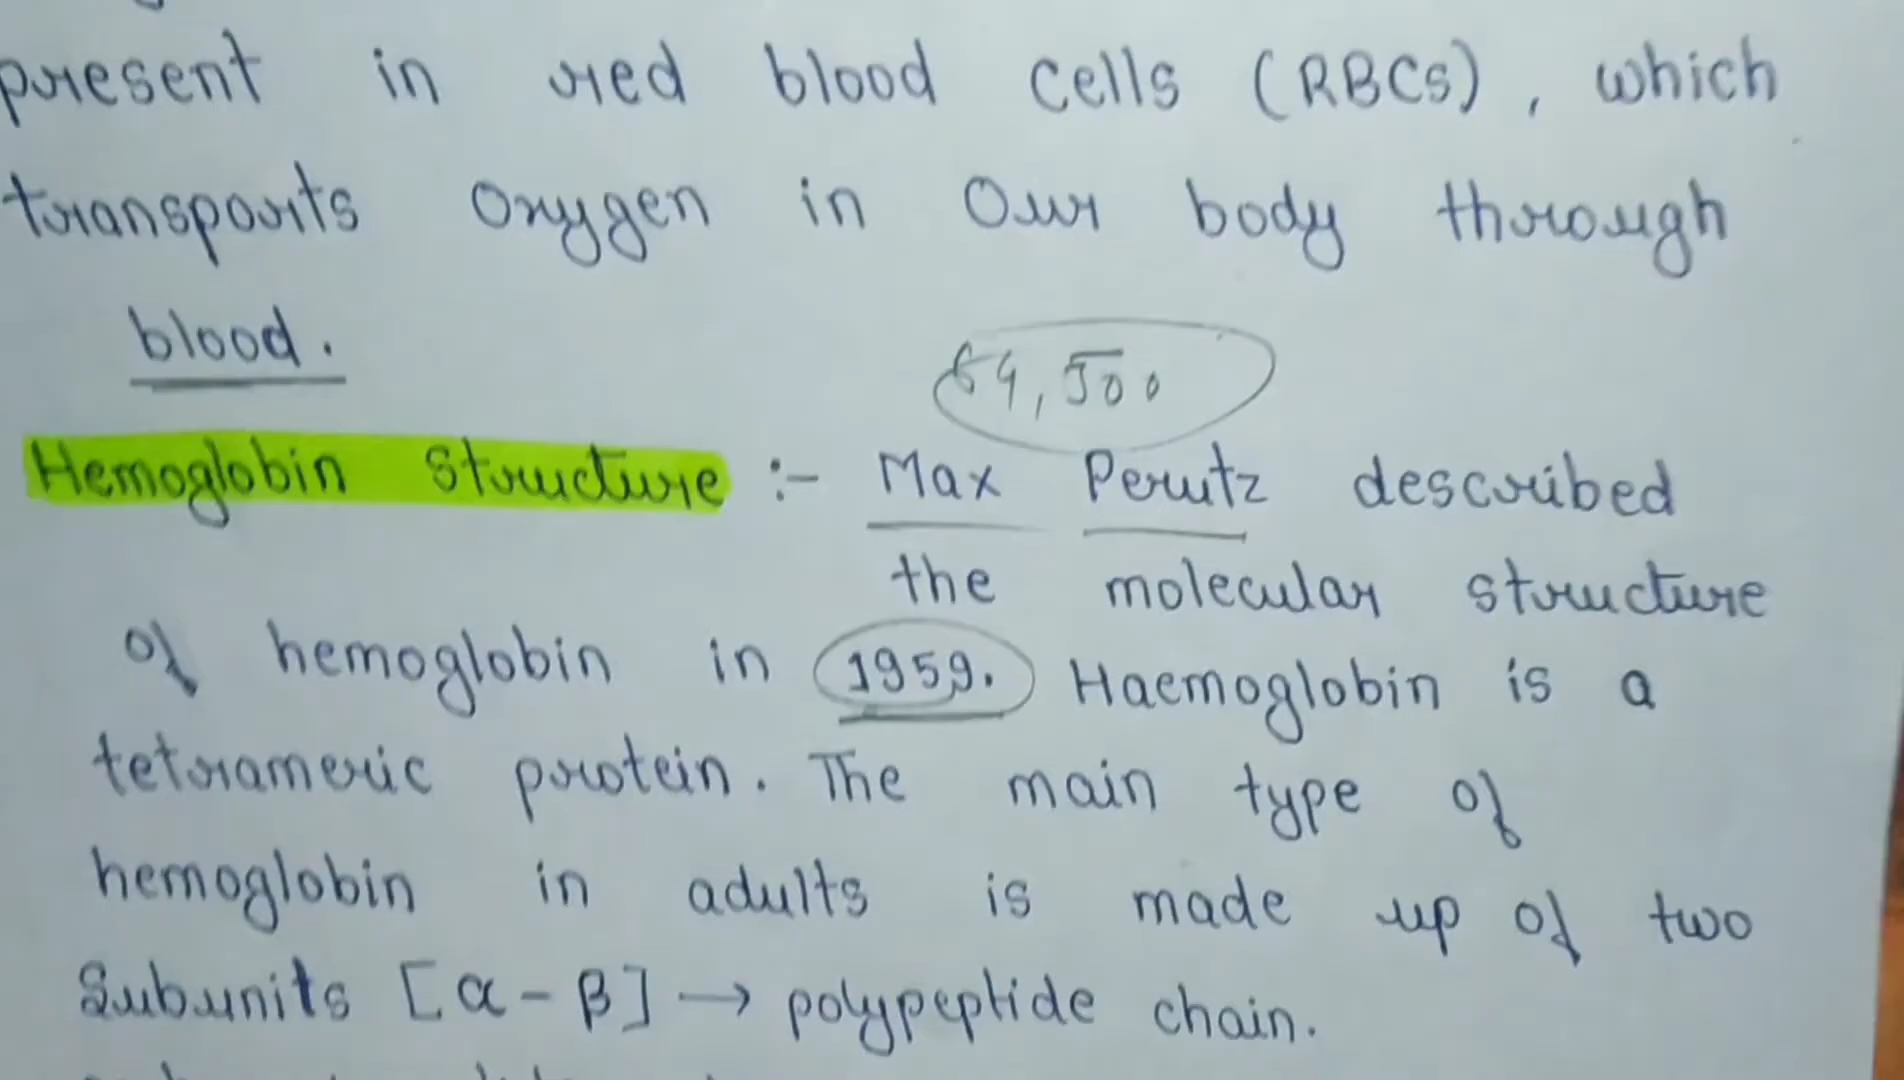 present in red blood cells (RBCs), which
transports Oxygen in Our body through
blood.
64,500
Hemoglobin Structure :- Max Perutz described
the molecular structure
of hemoglobin in 1959. Haemoglobin is a
tetrameric protein. The main type of
hemoglobin in adults is made up of two
Subunits [α-β] → polypeptide chain.